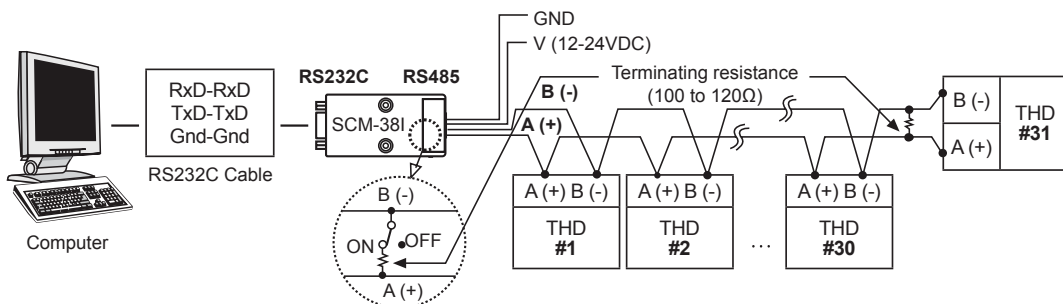 GND
V (12-24VDC)
RS232C RS485
Terminating resistance
(100 to 120Ω)
B (-)
A (+)
RxD-RxD
TxD-TxD
Gnd-Gnd
SCM-38I
RS232C Cable
Computer
B (-)
ON OFF
A (+)
A (+) B (-)
THD
#1
A (+) B (-)
THD
#2
...
A (+) B (-)
THD
#30
B (-)
A (+)
THD
#31